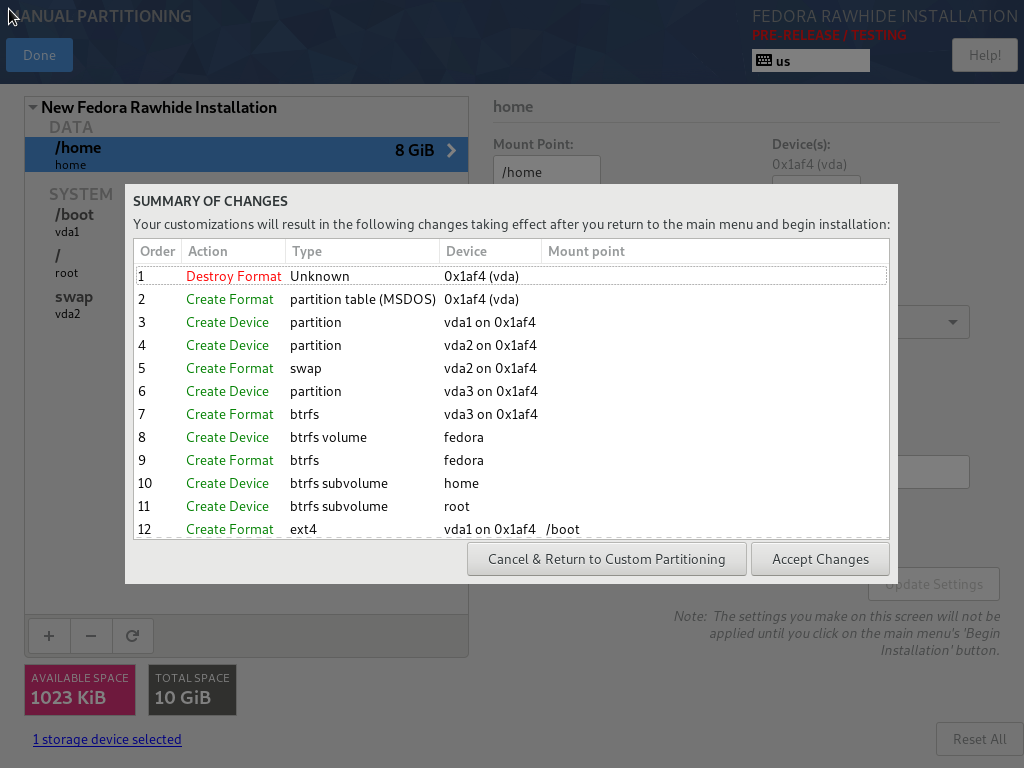 MANUAL PARTITIONING
FEDORA RAWHIDE INSTALLATION
PRE-RELEASE / TESTING
Done
us
Help!
New Fedora Rawhide Installation
DATA
/home
8 GiB
home
SYSTEM
/boot
vda1
/
root
swap
vda2
home
Mount Point:
Device(s):
0x1af4 (vda)
/home
SUMMARY OF CHANGES
Your customizations will result in the following changes taking effect after you return to the main menu and begin installation:
Order Action Type Device Mount point
1 Destroy Format Unknown 0x1af4 (vda)
2 Create Format partition table (MSDOS) 0x1af4 (vda)
3 Create Device partition vda1 on 0x1af4
4 Create Device partition vda2 on 0x1af4
5 Create Format swap vda2 on 0x1af4
6 Create Device partition vda3 on 0x1af4
7 Create Format btrfs vda3 on 0x1af4
8 Create Device btrfs volume fedora
9 Create Format btrfs fedora
10 Create Device btrfs subvolume home
11 Create Device btrfs subvolume root
12 Create Format ext4 vda1 on 0x1af4 /boot
Cancel & Return to Custom Partitioning
Accept Changes
Update Settings
Note: The settings you make on this screen will not be
applied until you click on the main menu's 'Begin
Installation' button.
+ −
AVAILABLE SPACE
1023 KiB
TOTAL SPACE
10 GiB
1 storage device selected
Reset All